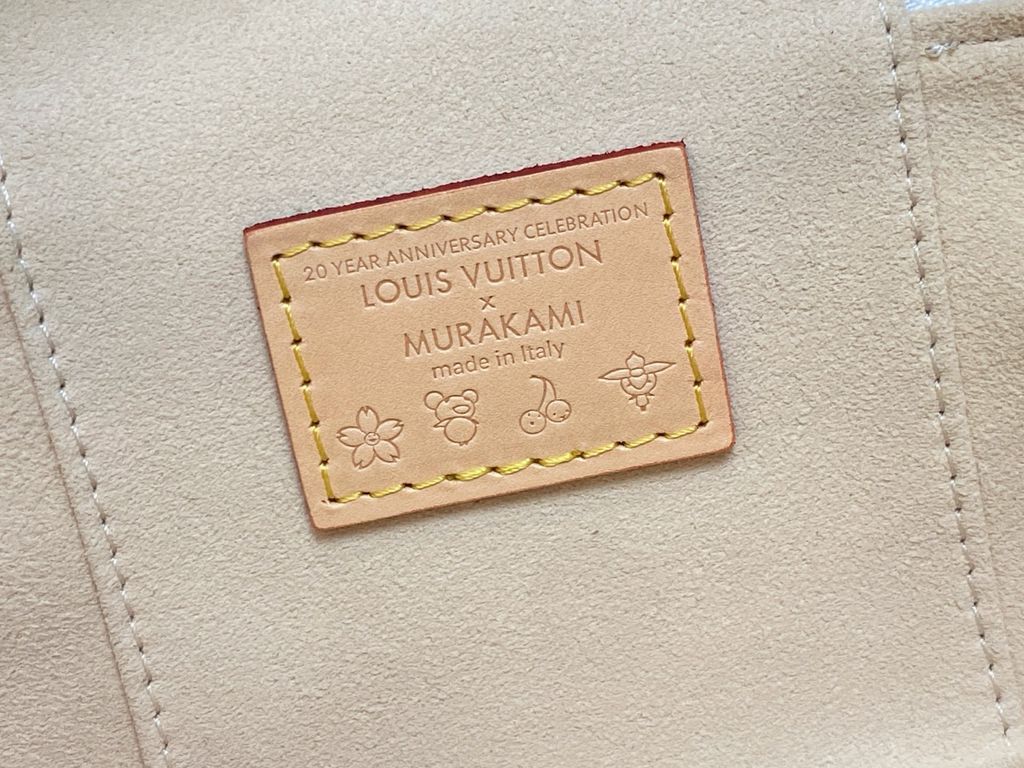 20 YEAR ANNIVERSARY CELEBRATION
LOUIS VUITTON
x
MURAKAMI
made in Italy